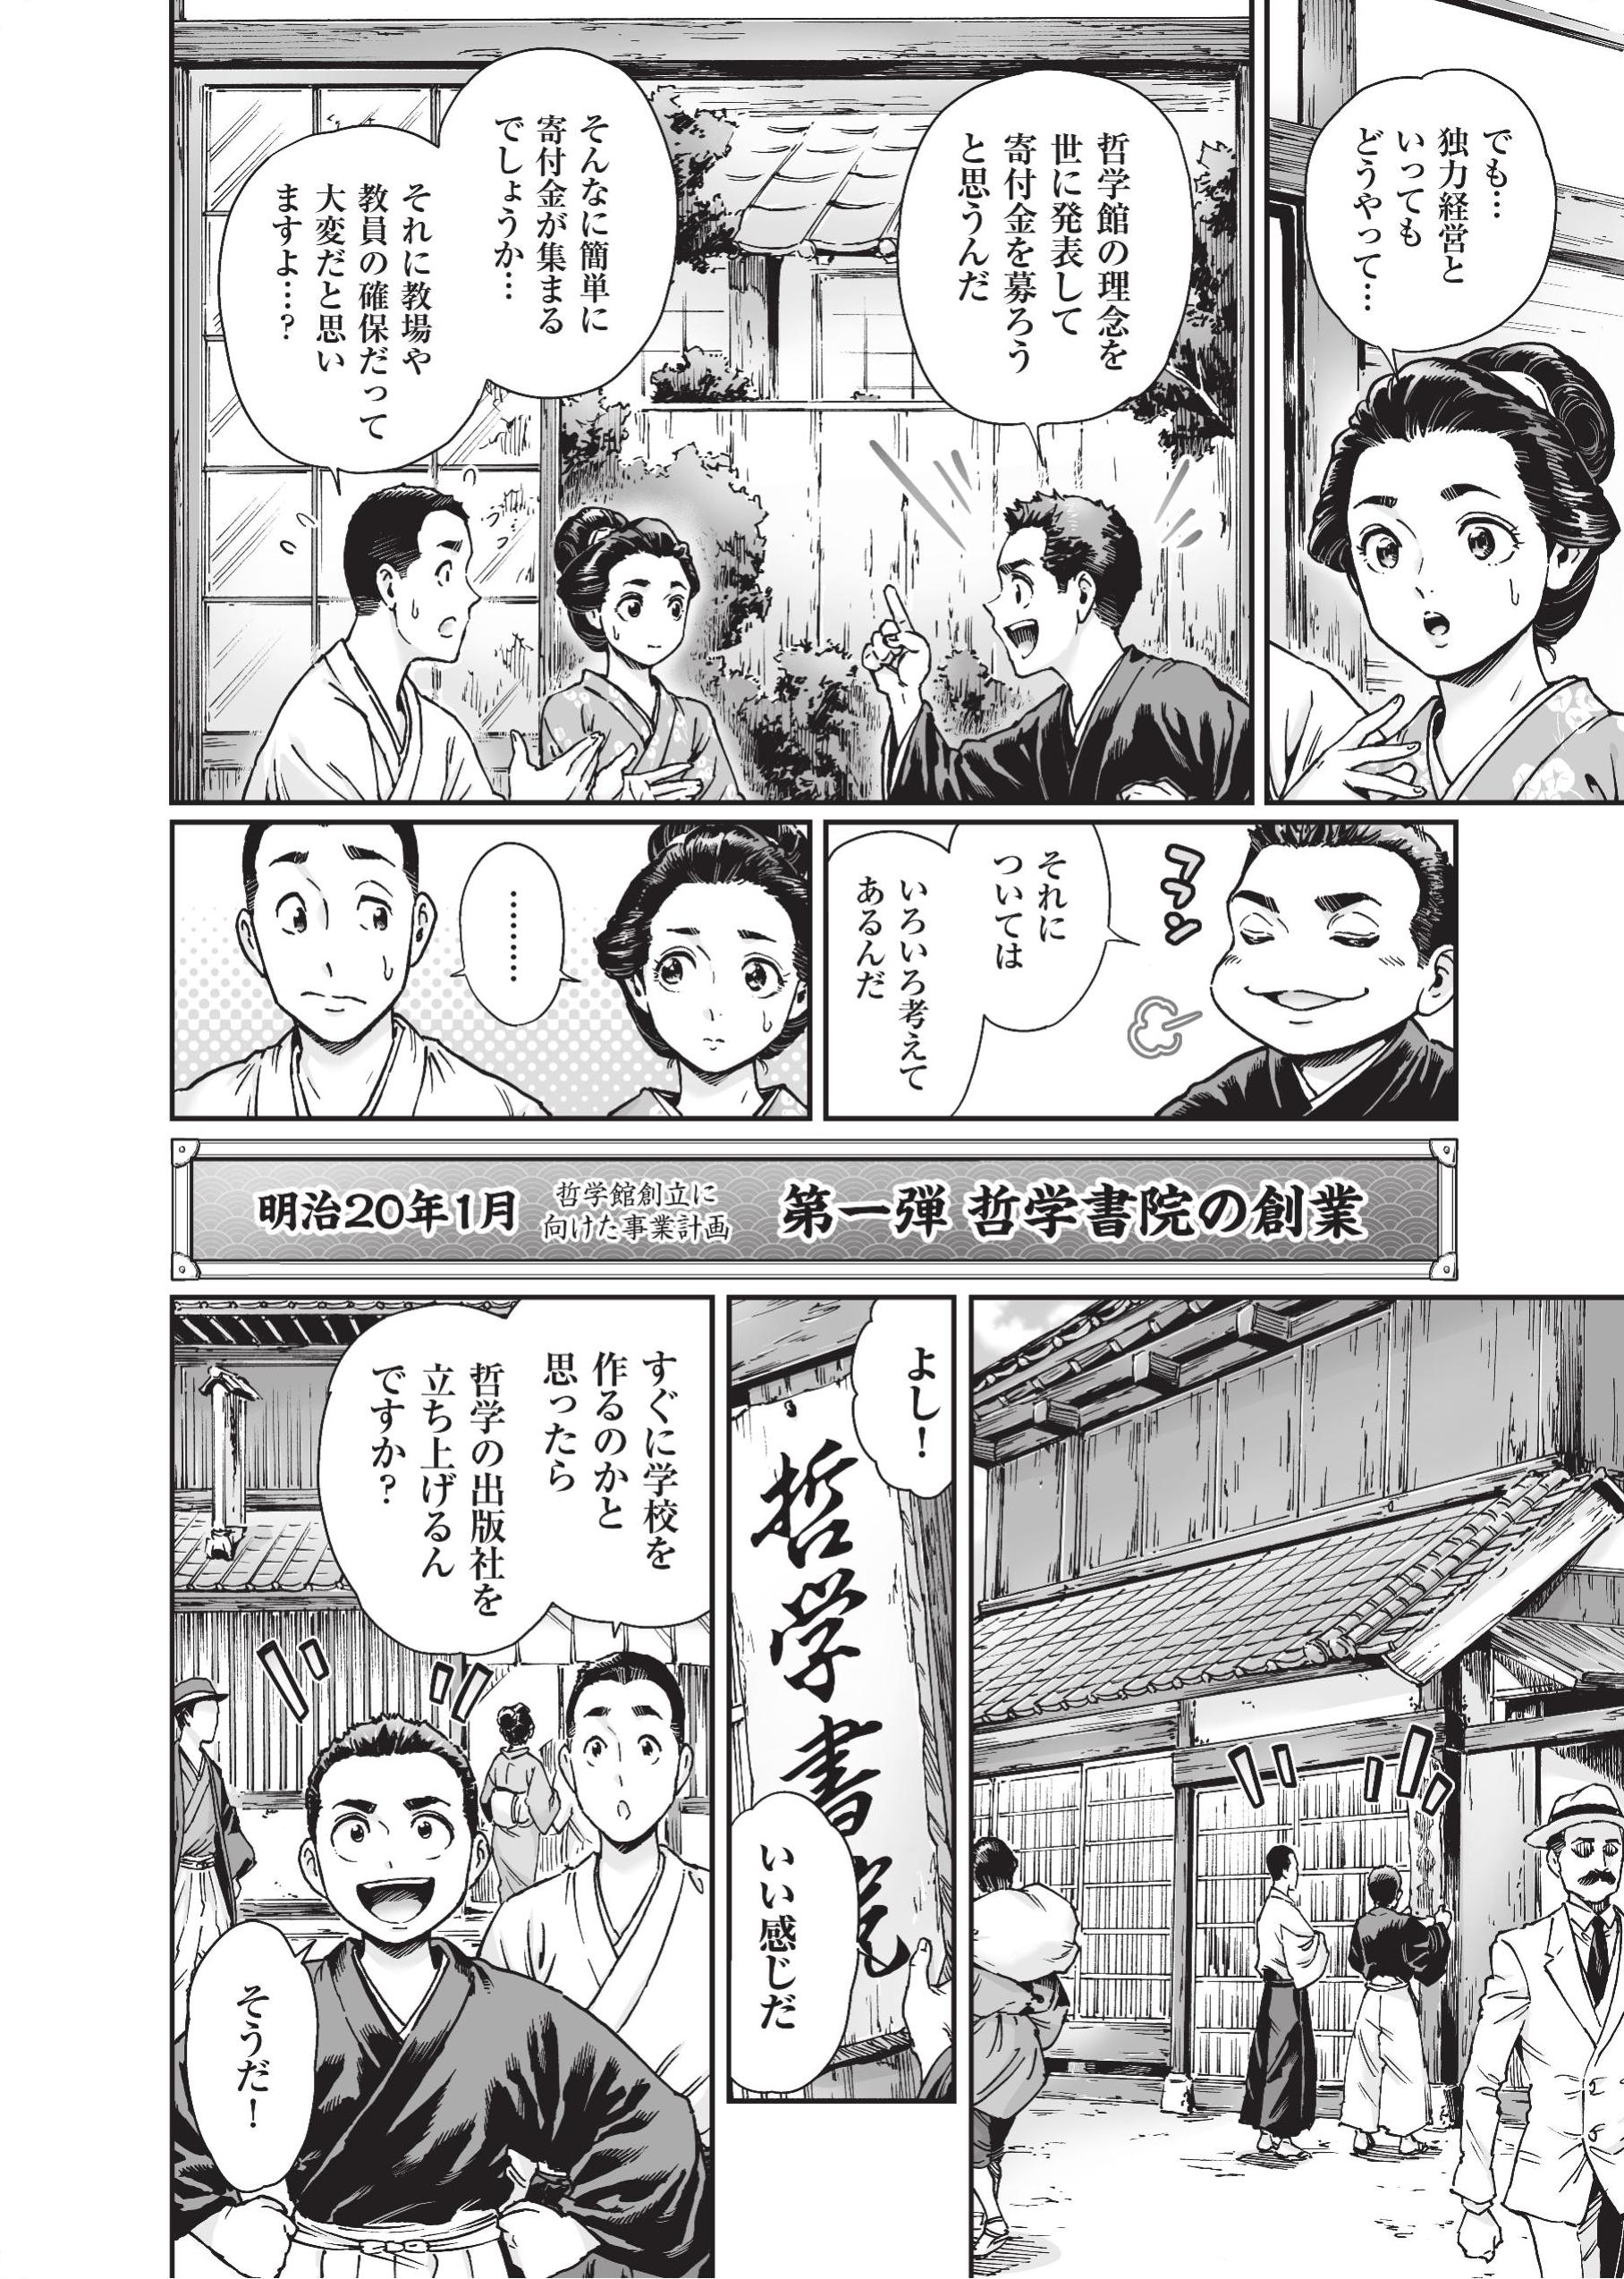 でも…
独力経営と
いっても
どうやって…
哲学館の理念を
世に発表して
寄付金を募ろう
と思うんだ
そんなに簡単に
寄付金が集まる
でしょうか…
それに教場や
教員の確保だって
大変だと思い
ますよ…?
フフン
それに
ついては
いろいろ考えて
あるんだ
………
明治20年1月
哲学館創立に
向けた事業計画
第一弾 哲学書院の創業
よし!
哲学書院
いい感じだ
すぐに学校を
作るのかと
思ったら
哲学の出版社を
立ち上げるん
ですか?
そうだ!